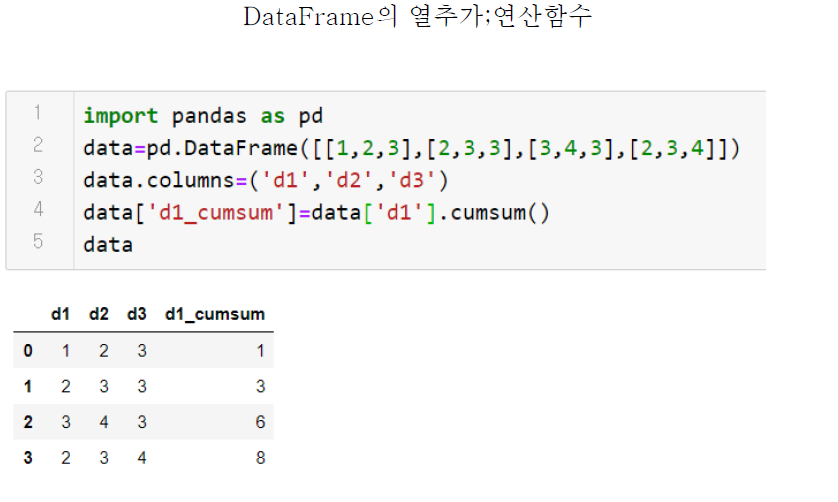 DataFrame의 열추가;연산함수
1 import pandas as pd
2 data=pd.DataFrame([[1,2,3],[2,3,3],[3,4,3],[2,3,4]])
3 data.columns=('d1','d2','d3')
4 data['d1_cumsum']=data['d1'].cumsum()
5 data
d1 d2 d3 d1_cumsum
0 1 2 3 1
1 2 3 3 3
2 3 4 3 6
3 2 3 4 8